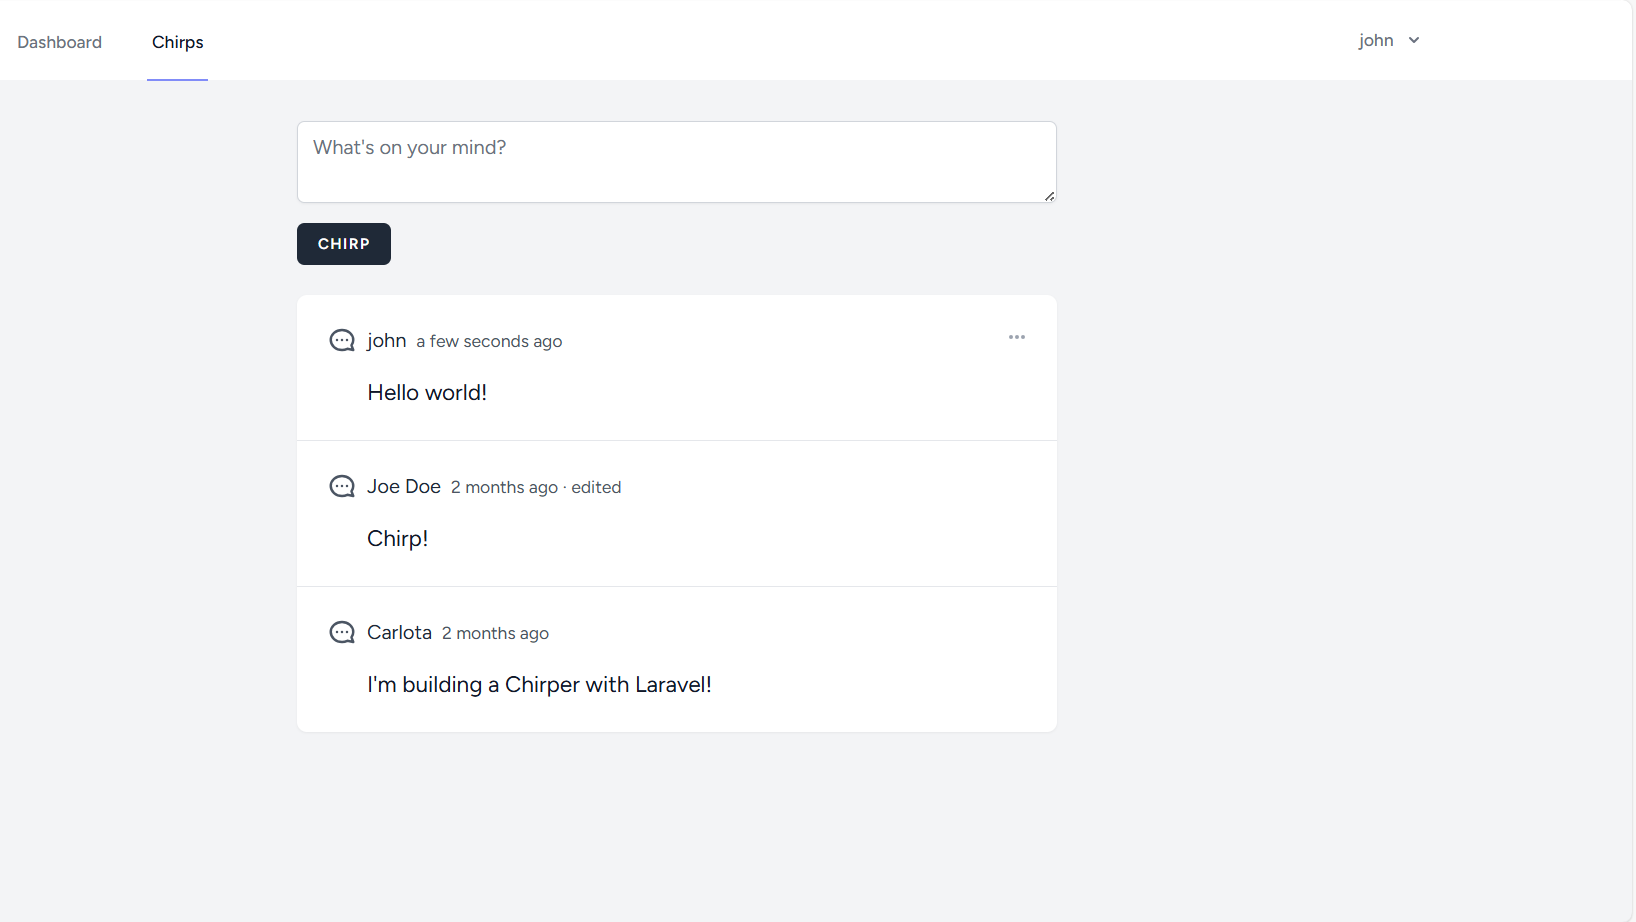 Dashboard Chirps john
What's on your mind?
CHIRP
john a few seconds ago
Hello world!
Joe Doe 2 months ago · edited
Chirp!
Carlota 2 months ago
I'm building a Chirper with Laravel!